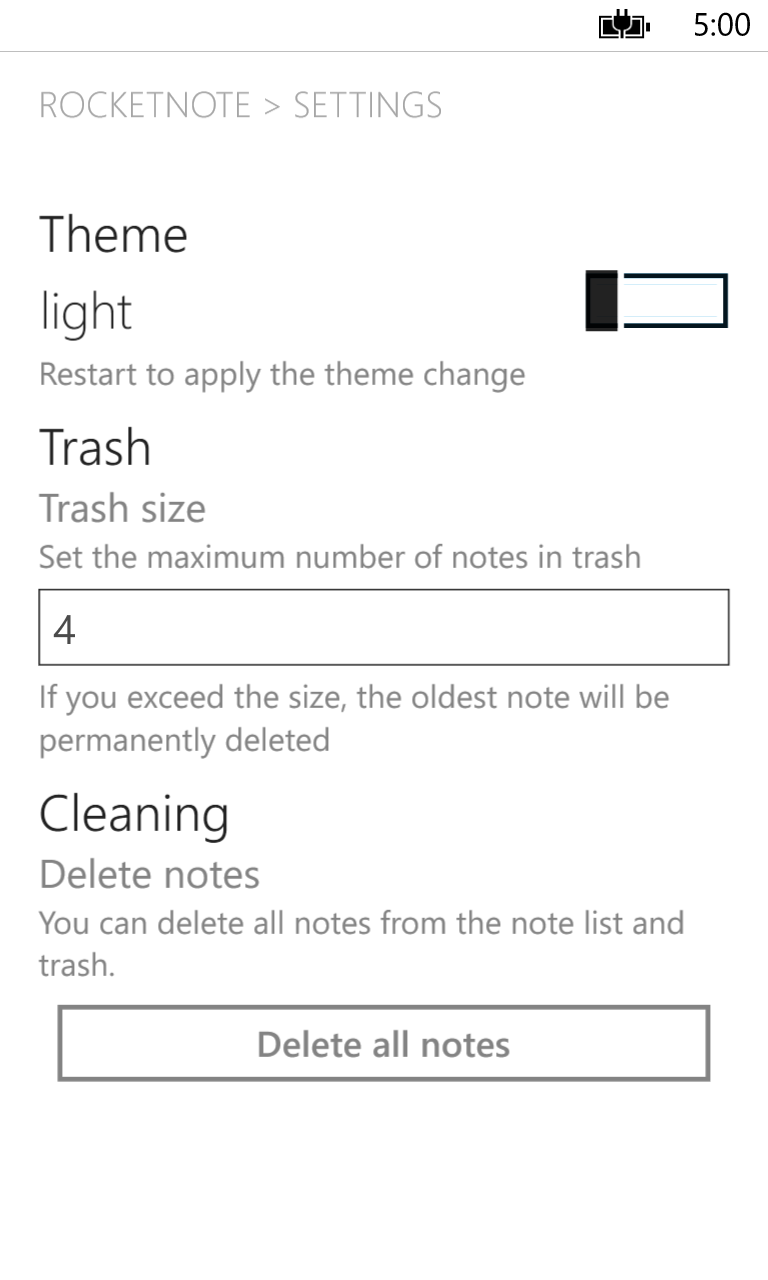 5:00
ROCKETNOTE > SETTINGS
Theme
light
Restart to apply the theme change
Trash
Trash size
Set the maximum number of notes in trash
4
If you exceed the size, the oldest note will be
permanently deleted
Cleaning
Delete notes
You can delete all notes from the note list and
trash.
Delete all notes